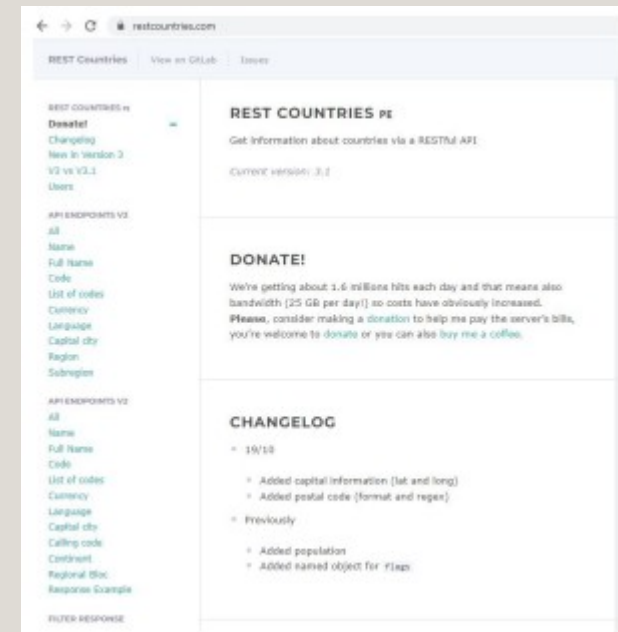 restcountries.com
REST Countries
View on GitLab
Issues
REST COUNTRIES
Donate!
Changelog
New in Version 3
V3 vs V3.1
Users
API ENDPOINTS V3
All
Name
Full Name
Code
List of codes
Currency
Language
Capital city
Region
Subregion
API ENDPOINTS V2
All
Name
Full Name
Code
List of codes
Currency
Language
Capital city
Calling code
Continent
Regional Bloc
Response Example
FILTER RESPONSE
REST COUNTRIES PE
Get information about countries via a RESTful API
Current version: 3.1
DONATE!
We're getting about 1.6 millions hits each day and that means also
bandwidth (25 GB per day!) so costs have obviously increased.
Please, consider making a donation to help me pay the server's bills,
you're welcome to donate or you can also buy me a coffee.
CHANGELOG
19/10
Added capital information (lat and long)
Added postal code (format and regex)
Previously
Added population
Added named object for flags